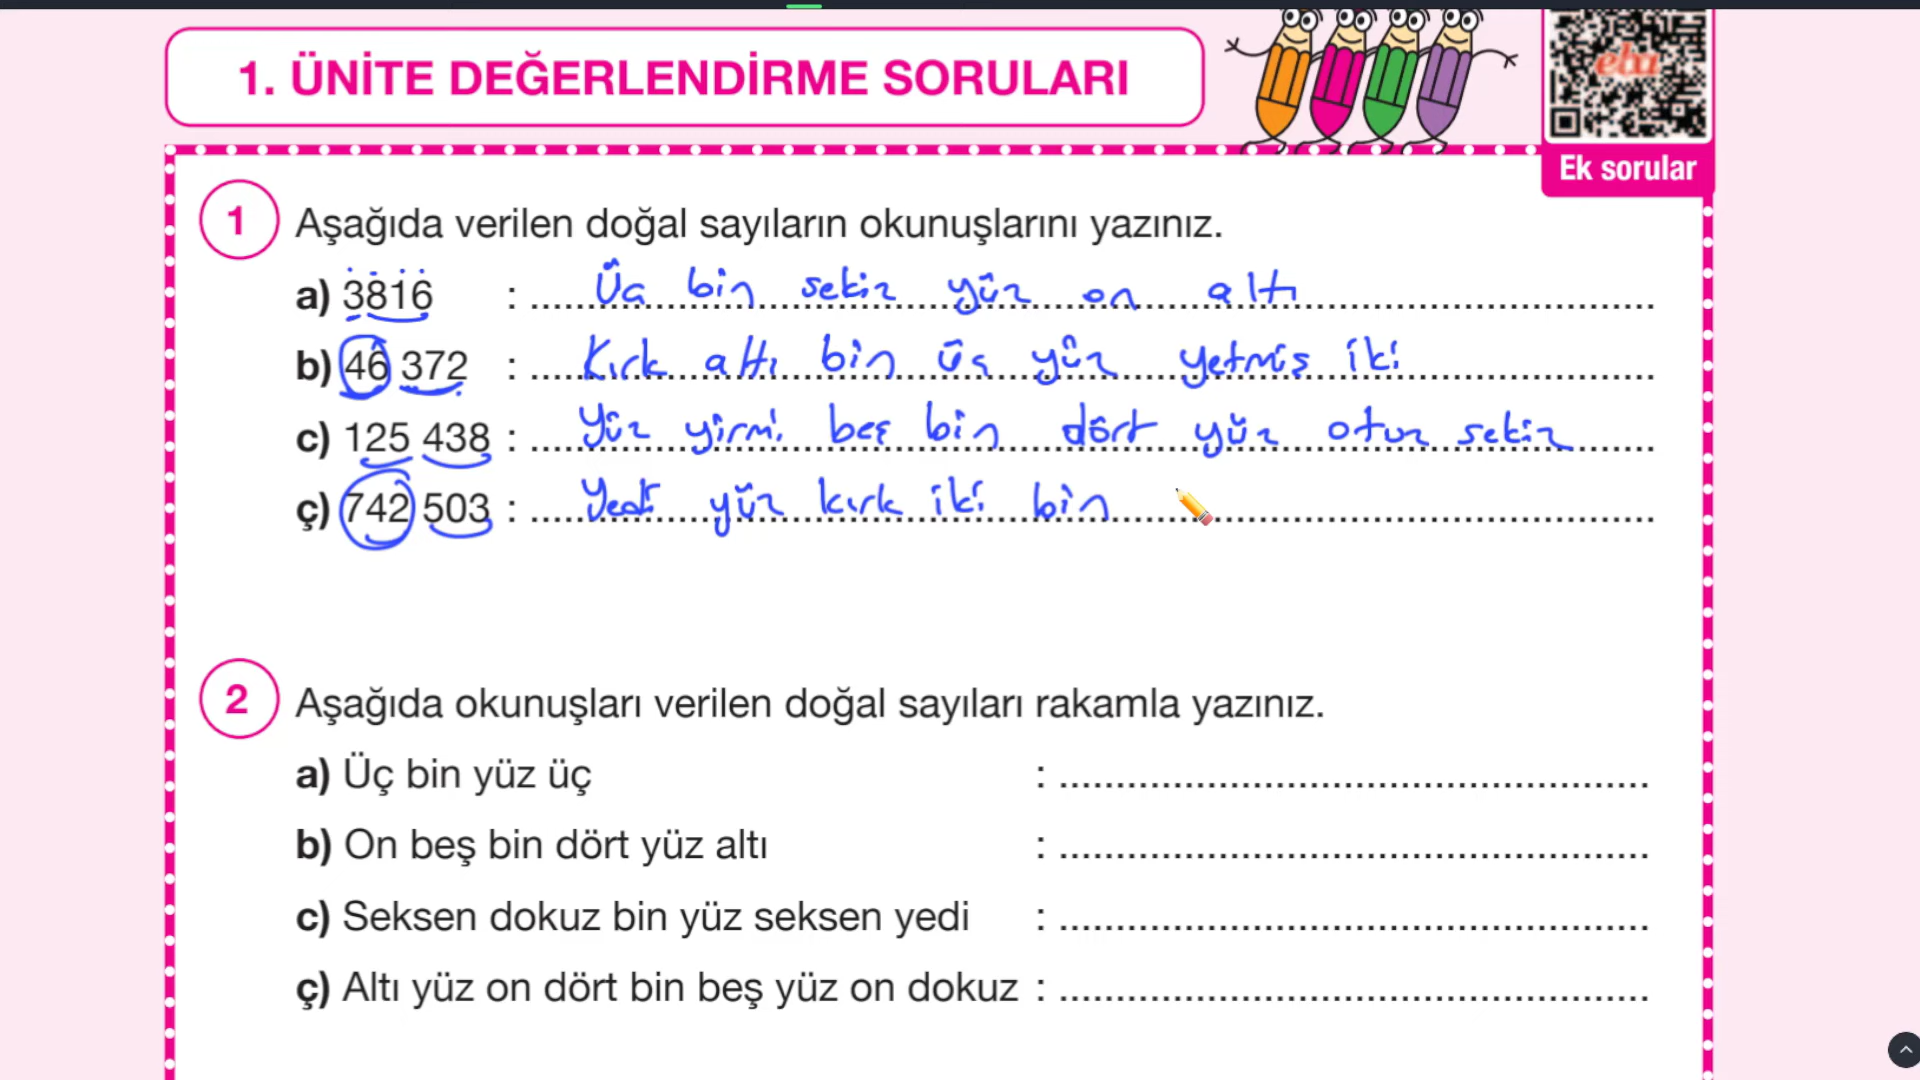 1. ÜNİTE DEĞERLENDİRME SORULARI
eba
Ek sorular
1 Aşağıda verilen doğal sayıların okunuşlarını yazınız.
a) 3816 : Üç bin sekiz yüz on altı
b) 46 372 : Kırk altı bin üç yüz yetmiş iki
c) 125 438 : Yüz yirmi beş bin dört yüz otuz sekiz
ç) 742 503 : Yedi yüz kırk iki bin
2 Aşağıda okunuşları verilen doğal sayıları rakamla yazınız.
a) Üç bin yüz üç :
b) On beş bin dört yüz altı :
c) Seksen dokuz bin yüz seksen yedi :
ç) Altı yüz on dört bin beş yüz on dokuz :